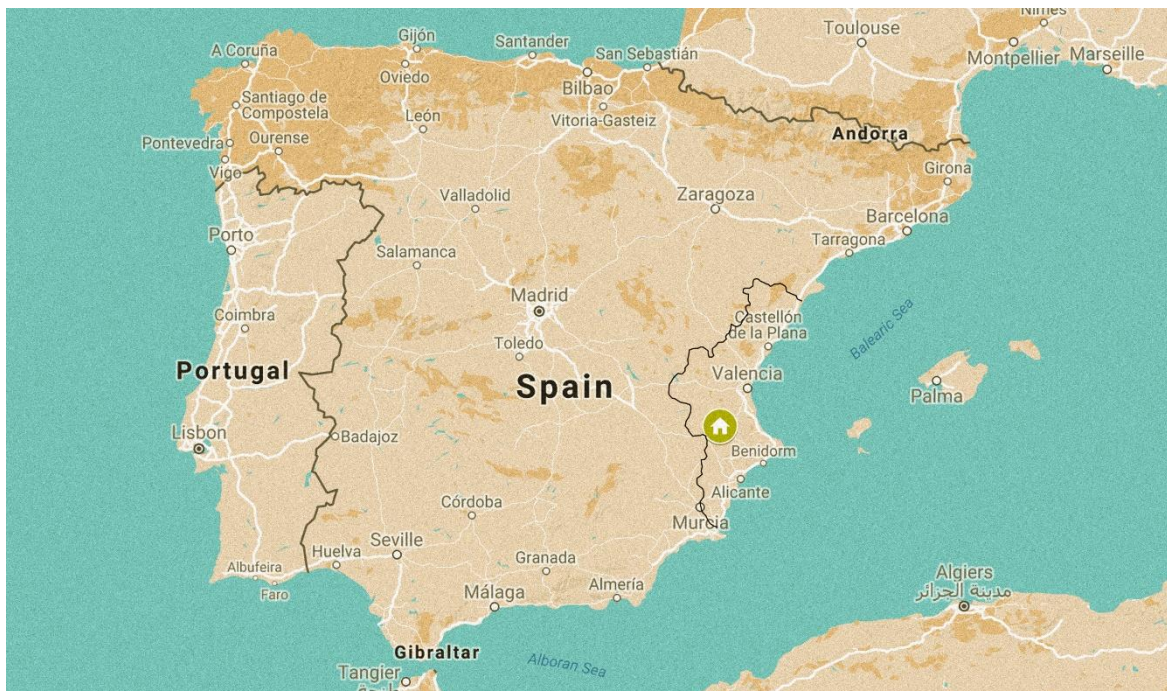 Nîmes
Toulouse
Montpellier
Marseille
A Coruña
Gijón
Santander
San Sebastián
Oviedo
Bilbao
Santiago de
Compostela
León
Vitoria-Gasteiz
Andorra
Pontevedra
Ourense
Vigo
Girona
Valladolid
Zaragoza
Barcelona
Porto
Tarragona
Salamanca
Madrid
Castellón
de la Plana
Balearic Sea
Coimbra
Toledo
Portugal
Spain
Valencia
Palma
Lisbon
Badajoz
Benidorm
Alicante
Córdoba
Murcia
Seville
Huelva
Granada
Albufeira
Faro
Almería
Málaga
Algiers
مدينة الجزائر
Gibraltar
Alboran Sea
Tangier